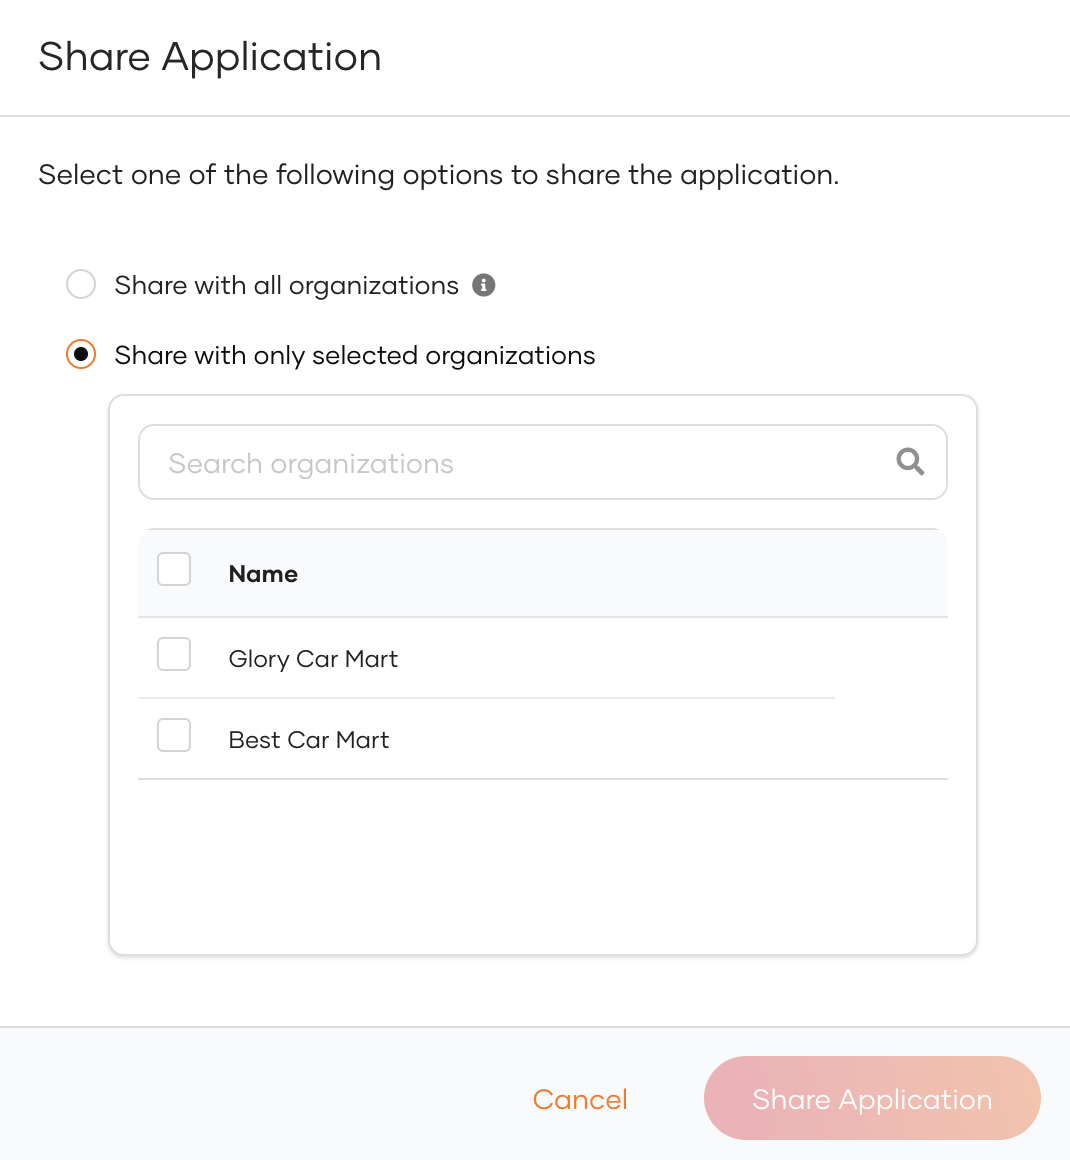 Share Application
Select one of the following options to share the application.
Share with all organizations
Share with only selected organizations
Search organizations
Name
Glory Car Mart
Best Car Mart
Cancel
Share Application